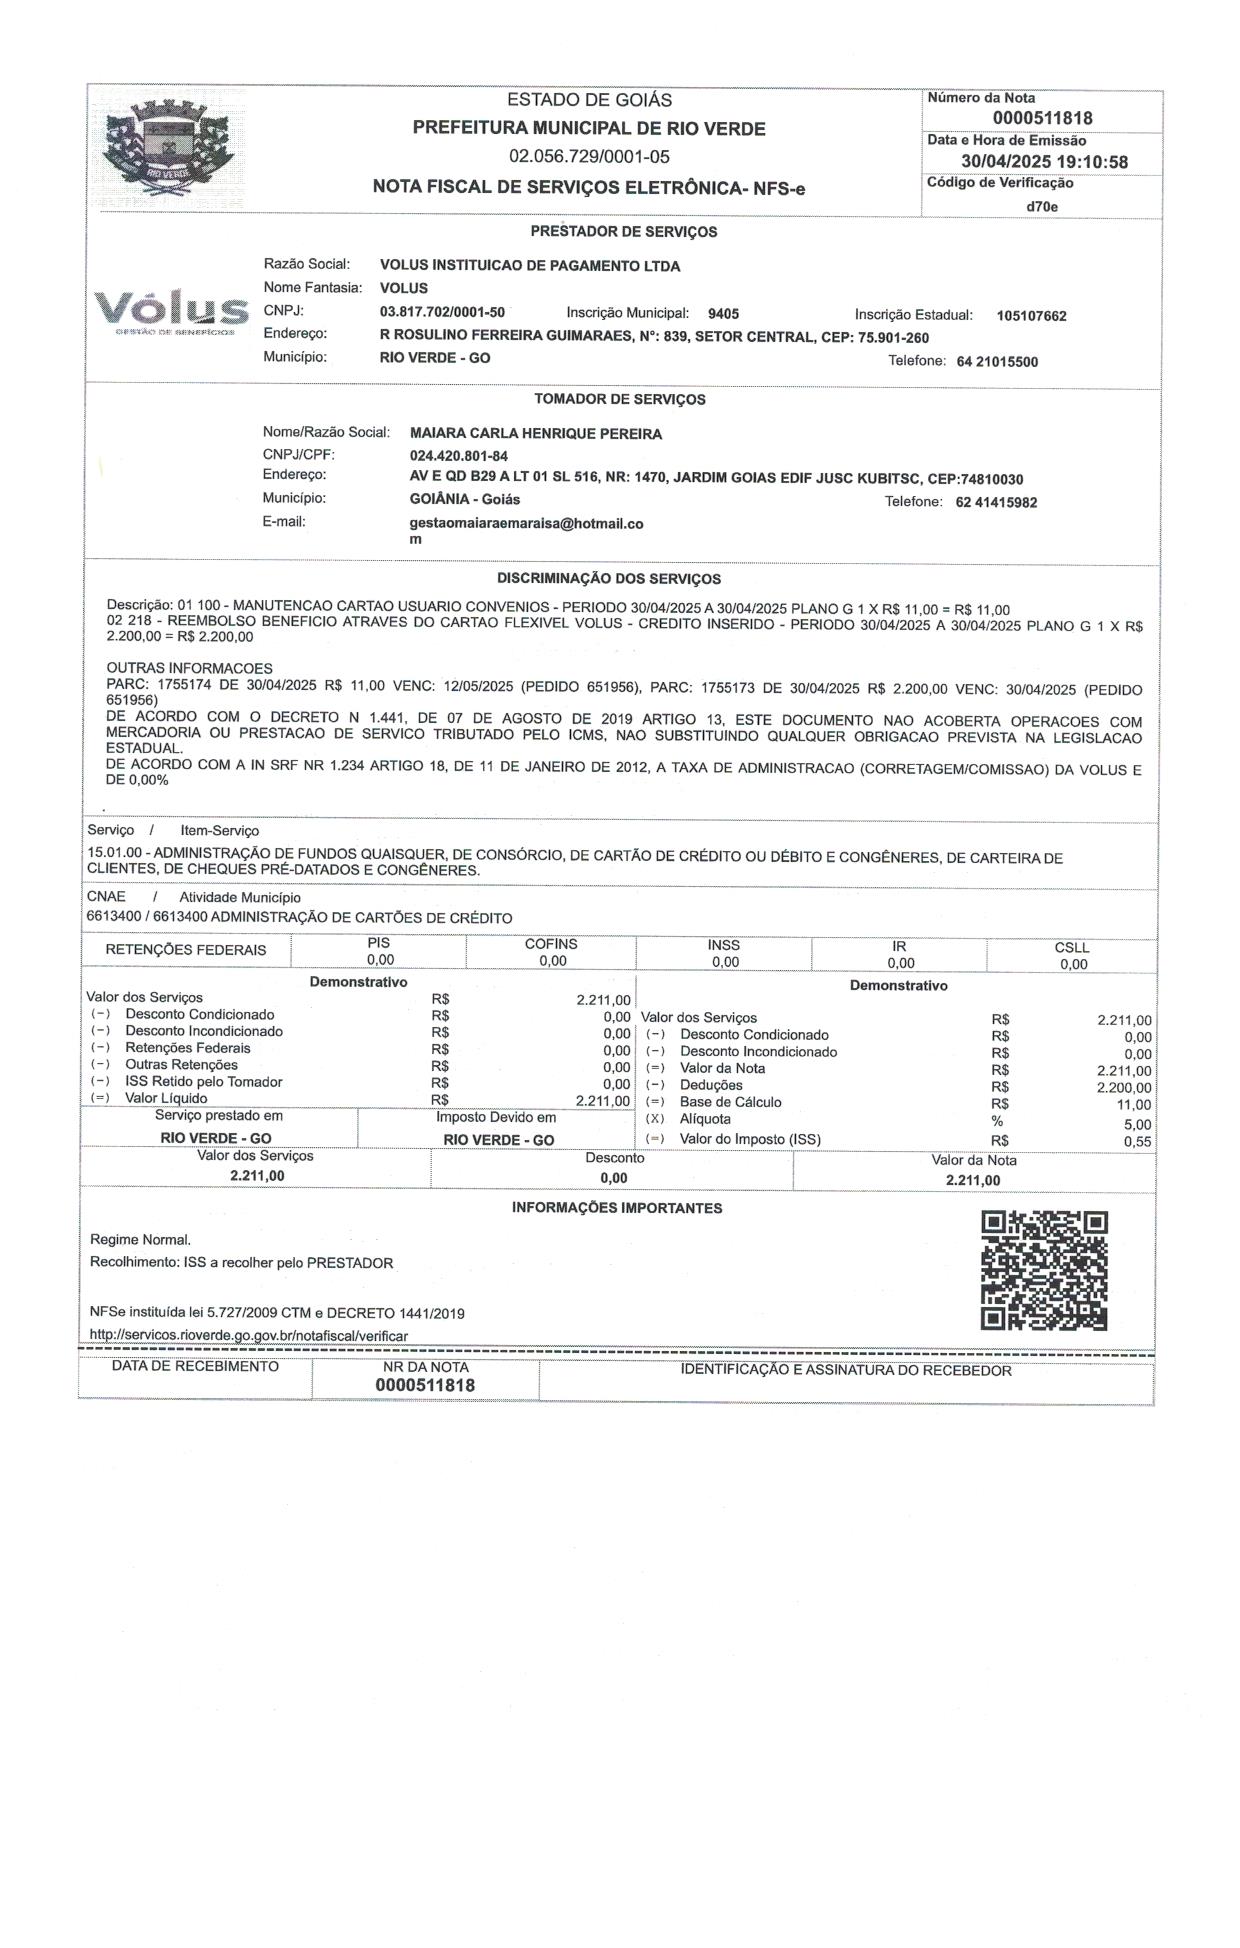 ESTADO DE GOIÁS
PREFEITURA MUNICIPAL DE RIO VERDE
02.056.729/0001-05
NOTA FISCAL DE SERVIÇOS ELETRÔNICA- NFS-e
RIO VERDE
Número da Nota
0000511818
Data e Hora de Emissão
30/04/2025 19:10:58
Código de Verificação
d70e
PRESTADOR DE SERVIÇOS
Vólus
GESTÃO DE BENEFÍCIOS
Razão Social: VOLUS INSTITUICAO DE PAGAMENTO LTDA
Nome Fantasia: VOLUS
CNPJ: 03.817.702/0001-50 Inscrição Municipal: 9405 Inscrição Estadual: 105107662
Endereço: R ROSULINO FERREIRA GUIMARAES, N°: 839, SETOR CENTRAL, CEP: 75.901-260
Município: RIO VERDE - GO Telefone: 64 21015500
TOMADOR DE SERVIÇOS
Nome/Razão Social: MAIARA CARLA HENRIQUE PEREIRA
CNPJ/CPF: 024.420.801-84
Endereço: AV E QD B29 A LT 01 SL 516, NR: 1470, JARDIM GOIAS EDIF JUSC KUBITSC, CEP:74810030
Município: GOIÂNIA - Goiás Telefone: 62 41415982
E-mail: gestaomaiaraemaraisa@hotmail.co
m
DISCRIMINAÇÃO DOS SERVIÇOS
Descrição: 01 100 - MANUTENCAO CARTAO USUARIO CONVENIOS - PERIODO 30/04/2025 A 30/04/2025 PLANO G 1 X R$ 11,00 = R$ 11,00
02 218 - REEMBOLSO BENEFICIO ATRAVES DO CARTAO FLEXIVEL VOLUS - CREDITO INSERIDO - PERIODO 30/04/2025 A 30/04/2025 PLANO G 1 X R$
2.200,00 = R$ 2.200,00
OUTRAS INFORMACOES
PARC: 1755174 DE 30/04/2025 R$ 11,00 VENC: 12/05/2025 (PEDIDO 651956), PARC: 1755173 DE 30/04/2025 R$ 2.200,00 VENC: 30/04/2025 (PEDIDO
651956)
DE ACORDO COM O DECRETO N 1.441, DE 07 DE AGOSTO DE 2019 ARTIGO 13, ESTE DOCUMENTO NAO ACOBERTA OPERACOES COM
MERCADORIA OU PRESTACAO DE SERVICO TRIBUTADO PELO ICMS, NAO SUBSTITUINDO QUALQUER OBRIGACAO PREVISTA NA LEGISLACAO
ESTADUAL.
DE ACORDO COM A IN SRF NR 1.234 ARTIGO 18, DE 11 DE JANEIRO DE 2012, A TAXA DE ADMINISTRACAO (CORRETAGEM/COMISSAO) DA VOLUS E
DE 0,00%
.
Serviço / Item-Serviço
15.01.00 - ADMINISTRAÇÃO DE FUNDOS QUAISQUER, DE CONSÓRCIO, DE CARTÃO DE CRÉDITO OU DÉBITO E CONGÊNERES, DE CARTEIRA DE
CLIENTES, DE CHEQUES PRÉ-DATADOS E CONGÊNERES.
CNAE / Atividade Município
6613400 / 6613400 ADMINISTRAÇÃO DE CARTÕES DE CRÉDITO
RETENÇÕES FEDERAIS PIS COFINS INSS IR CSLL
0,00 0,00 0,00 0,00 0,00
Demonstrativo
Valor dos Serviços R$ 2.211,00
(-) Desconto Condicionado R$ 0,00
(-) Desconto Incondicionado R$ 0,00
(-) Retenções Federais R$ 0,00
(-) Outras Retenções R$ 0,00
(-) ISS Retido pelo Tomador R$ 0,00
(=) Valor Líquido R$ 2.211,00
Serviço prestado em Imposto Devido em
RIO VERDE - GO RIO VERDE - GO
Demonstrativo
Valor dos Serviços R$ 2.211,00
(-) Desconto Condicionado R$ 0,00
(-) Desconto Incondicionado R$ 0,00
(=) Valor da Nota R$ 2.211,00
(-) Deduções R$ 2.200,00
(=) Base de Cálculo R$ 11,00
(X) Alíquota % 5,00
(=) Valor do Imposto (ISS) R$ 0,55
Valor dos Serviços Desconto Valor da Nota
2.211,00 0,00 2.211,00
INFORMAÇÕES IMPORTANTES
Regime Normal.
Recolhimento: ISS a recolher pelo PRESTADOR
NFSe instituída lei 5.727/2009 CTM e DECRETO 1441/2019
http://servicos.rioverde.go.gov.br/notafiscal/verificar
DATA DE RECEBIMENTO NR DA NOTA IDENTIFICAÇÃO E ASSINATURA DO RECEBEDOR
0000511818